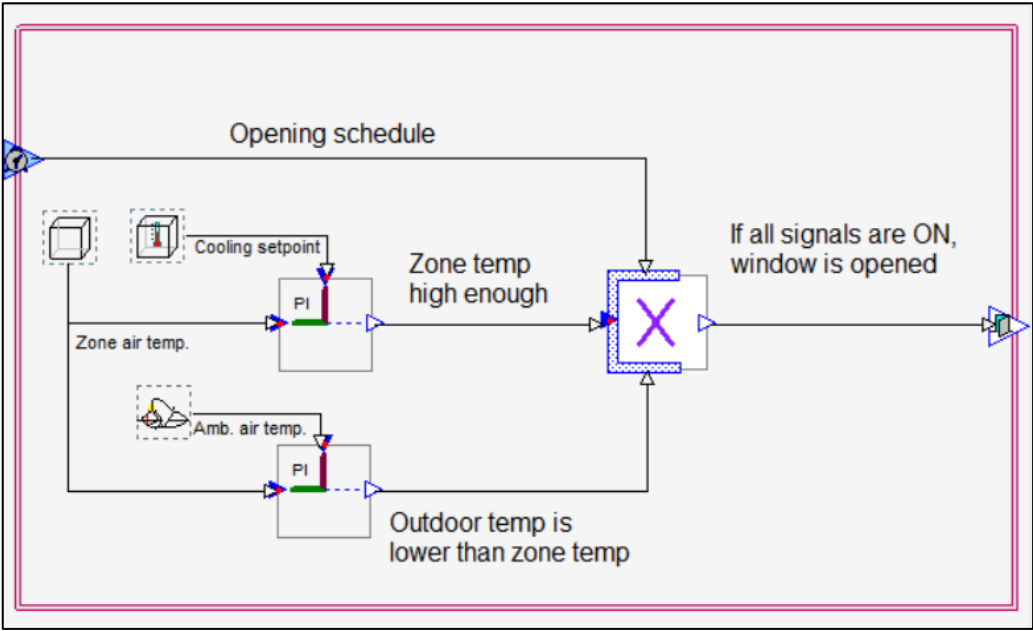 Opening schedule
If all signals are ON,
window is opened
Cooling setpoint
Zone temp
high enough
PI
Zone air temp.
Amb. air temp.
PI
Outdoor temp is
lower than zone temp